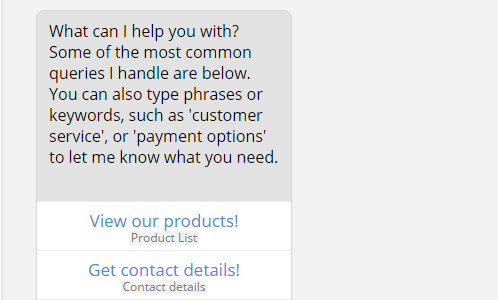 What can I help you with?
Some of the most common
queries I handle are below.
You can also type phrases or
keywords, such as 'customer
service', or 'payment options'
to let me know what you need.
View our products!
Product List
Get contact details!
Contact details